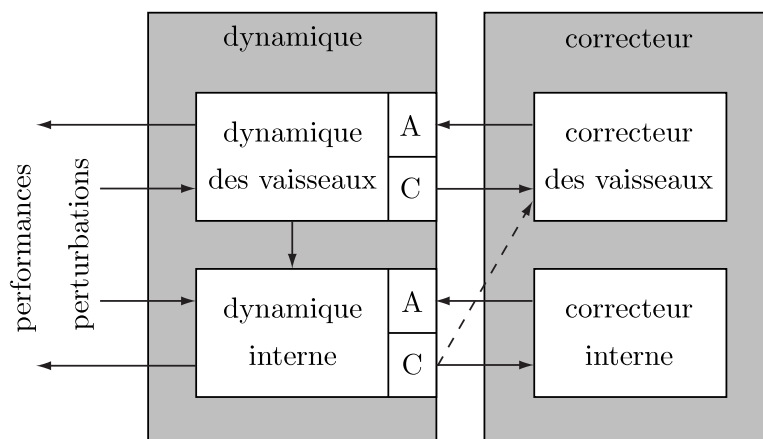 dynamique
correcteur
performances
perturbations
dynamique
des vaisseaux
A
C
correcteur
des vaisseaux
dynamique
interne
A
C
correcteur
interne